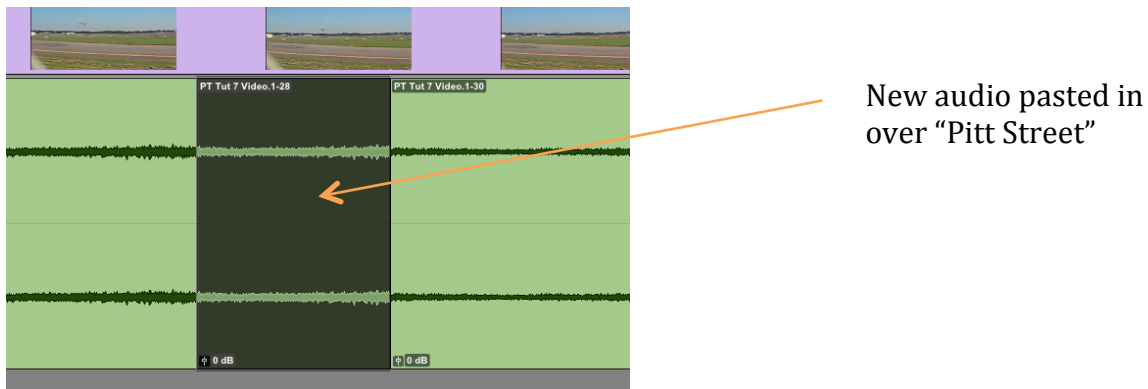 PT Tut 7 Video.1-28
PT Tut 7 Video.1-30
New audio pasted in
over “Pitt Street”
0 dB
0 dB